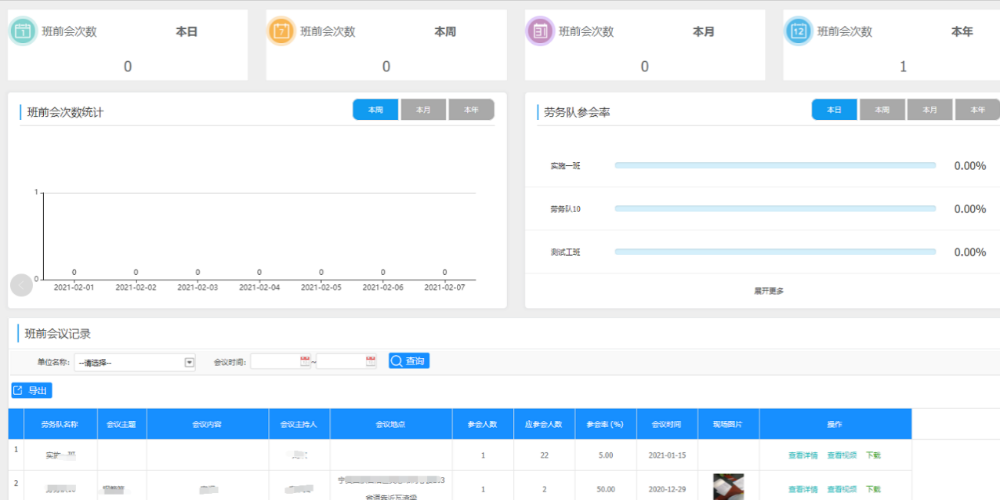 班前会次数 本日
0
班前会次数 本周
0
班前会次数 本月
0
班前会次数 本年
1
班前会次数统计 本周 本月 本年
1
0
0 0 0 0 0 0 0
2021-02-01 2021-02-02 2021-02-03 2021-02-04 2021-02-05 2021-02-06 2021-02-07
劳务队参会率 本日 本周 本月 本年
实施一班 0.00%
劳务队10 0.00%
测试工班 0.00%
展开更多
班前会议记录
单位名称: --请选择-- 会议时间: ~ 查询
导出
劳务队名称 会议主题 会议内容 会议主持人 会议地点 参会人数 应参会人数 参会率(%) 会议时间 现场图片 操作
1 1 22 5.00 2021-01-15 查看详情 查看视频 下载
2 1 2 50.00 2020-12-29 查看详情 查看视频 下载